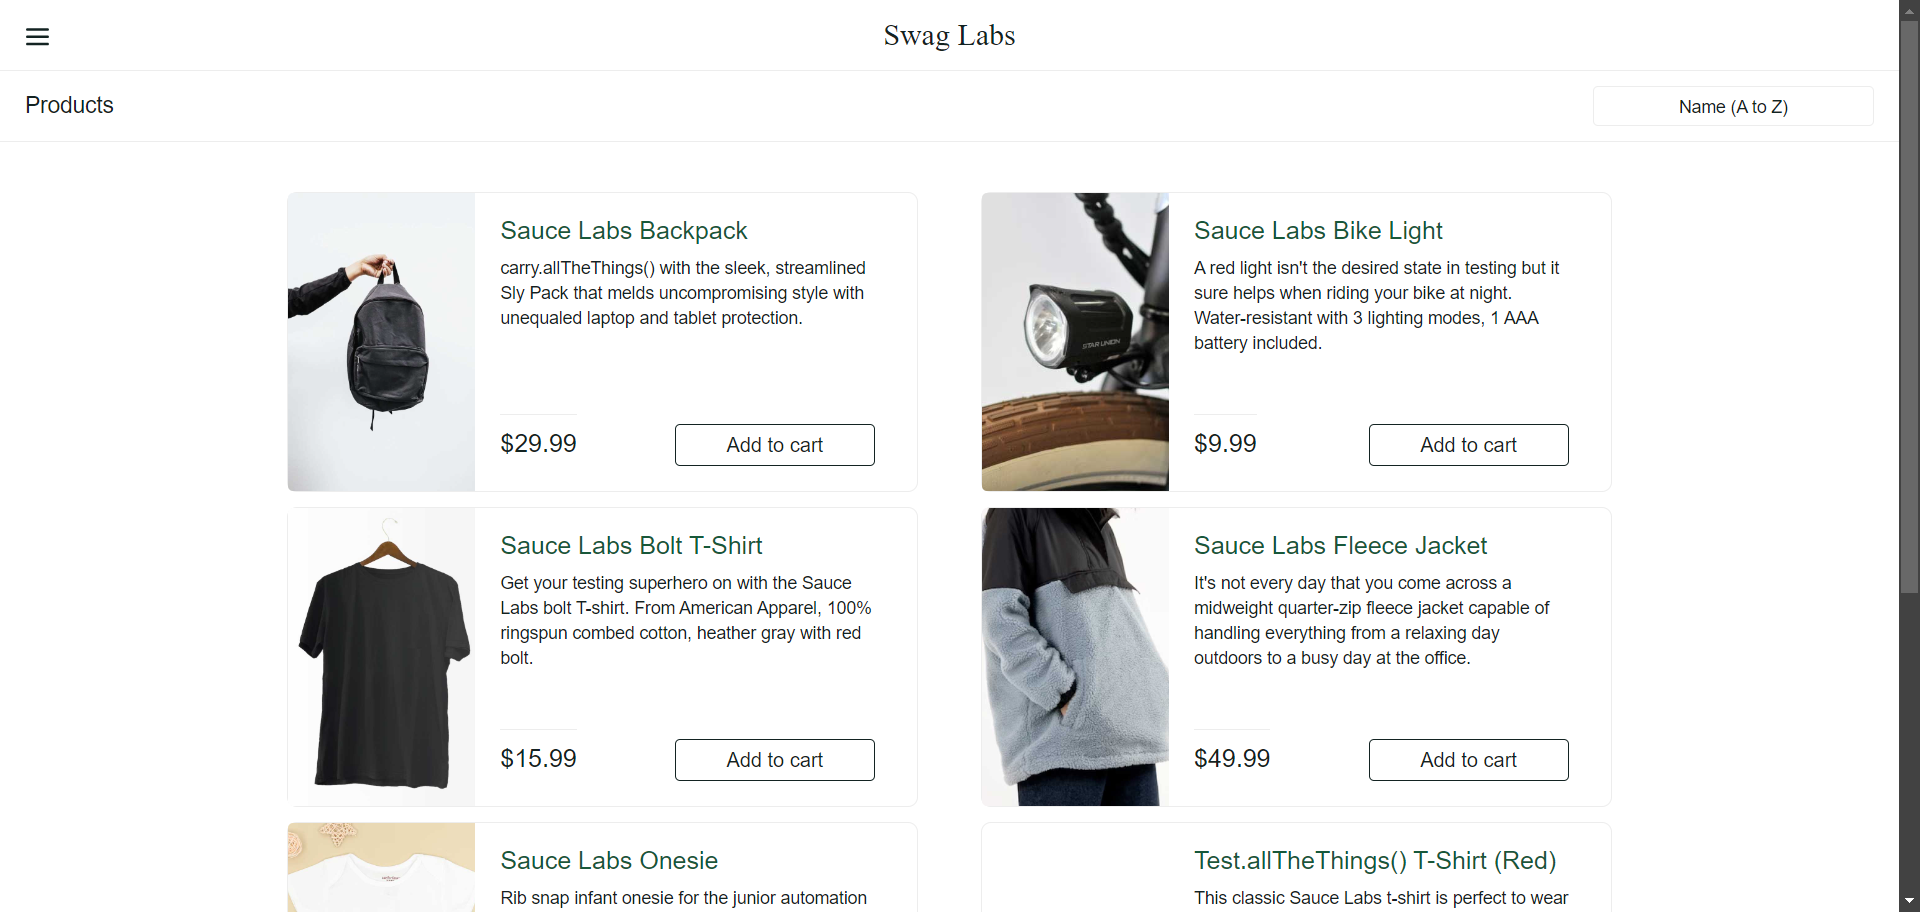 Swag Labs
Products
Name (A to Z)
Sauce Labs Backpack
carry.allTheThings() with the sleek, streamlined
Sly Pack that melds uncompromising style with
unequaled laptop and tablet protection.
$29.99
Add to cart
Sauce Labs Bike Light
A red light isn't the desired state in testing but it
sure helps when riding your bike at night.
Water-resistant with 3 lighting modes, 1 AAA
battery included.
STAR UNION
$9.99
Add to cart
Sauce Labs Bolt T-Shirt
Get your testing superhero on with the Sauce
Labs bolt T-shirt. From American Apparel, 100%
ringspun combed cotton, heather gray with red
bolt.
$15.99
Add to cart
Sauce Labs Fleece Jacket
It's not every day that you come across a
midweight quarter-zip fleece jacket capable of
handling everything from a relaxing day
outdoors to a busy day at the office.
$49.99
Add to cart
Sauce Labs Onesie
Rib snap infant onesie for the junior automation
Test.allTheThings() T-Shirt (Red)
This classic Sauce Labs t-shirt is perfect to wear